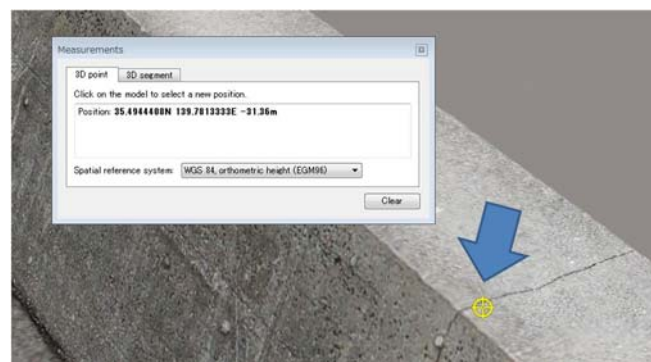 Measurements
3D point
3D segment
Click on the model to select a new position.
Position: 35.4944408N 139.7813333E -31.36m
Spatial reference system: WGS 84, orthometric height (EGM96)
Clear